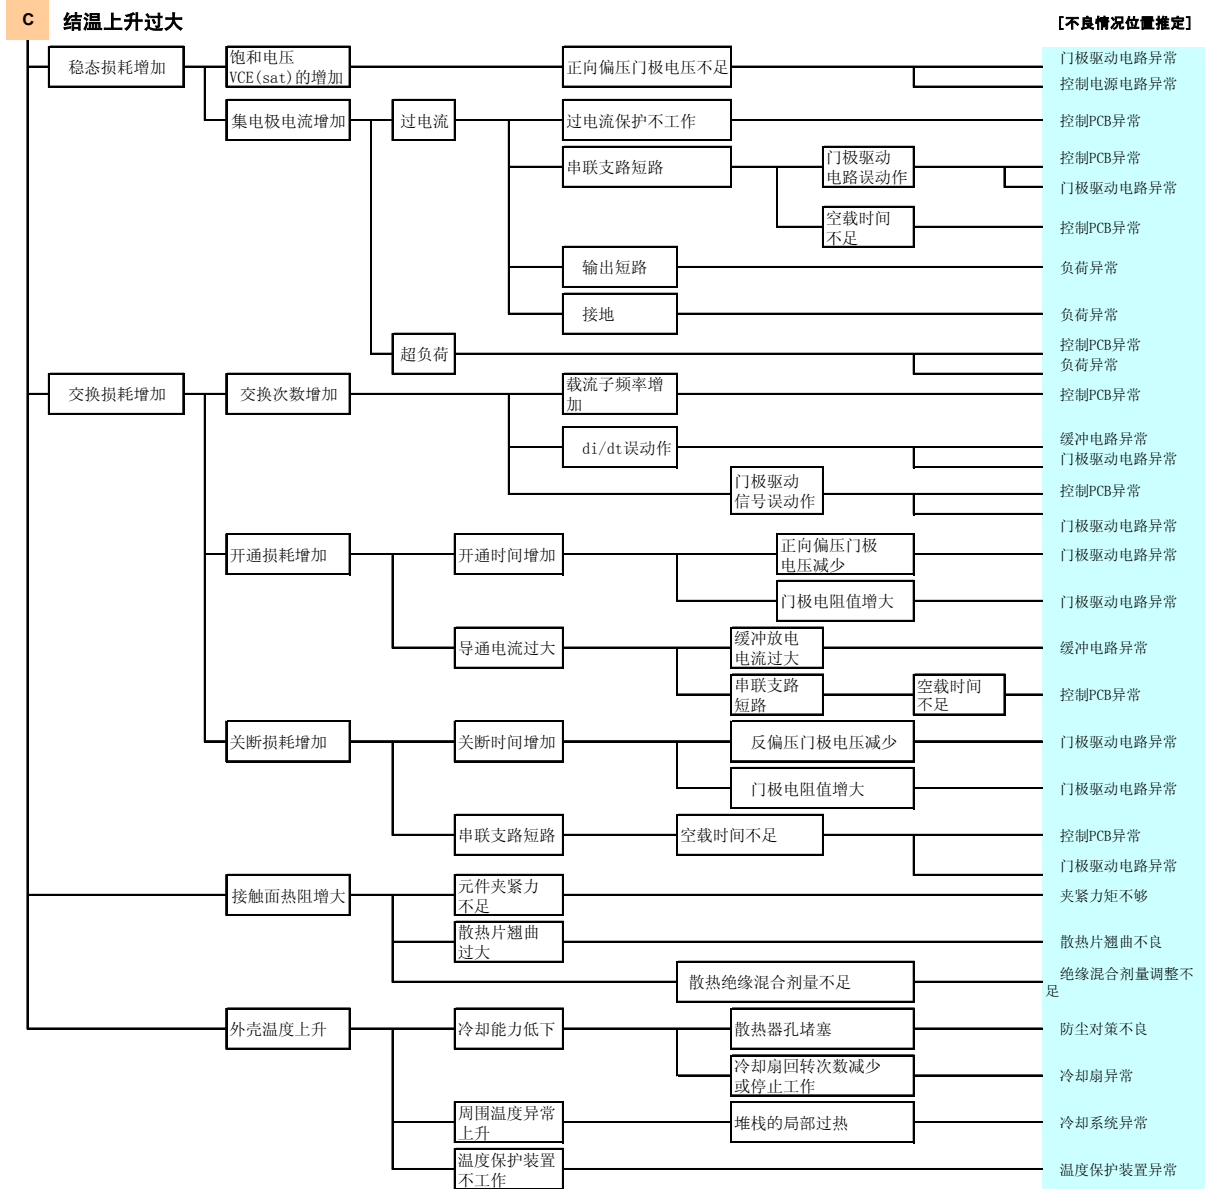 C 结温上升过大 [不良情况位置推定]
稳态损耗增加
饱和电压
VCE(sat)的增加
正向偏压门极电压不足
门极驱动电路异常
控制电源电路异常
集电极电流增加
过电流
过电流保护不工作
控制PCB异常
串联支路短路
门极驱动
电路误动作
控制PCB异常
门极驱动电路异常
空载时间
不足
控制PCB异常
输出短路
负荷异常
接地
负荷异常
超负荷
控制PCB异常
负荷异常
交换损耗增加
交换次数增加
载流子频率增
加
控制PCB异常
di/dt误动作
缓冲电路异常
门极驱动电路异常
门极驱动
信号误动作
控制PCB异常
门极驱动电路异常
开通损耗增加
开通时间增加
正向偏压门极
电压减少
门极驱动电路异常
门极电阻值增大
门极驱动电路异常
导通电流过大
缓冲放电
电流过大
缓冲电路异常
串联支路
短路
空载时间
不足
控制PCB异常
关断损耗增加
关断时间增加
反偏压门极电压减少
门极驱动电路异常
门极电阻值增大
门极驱动电路异常
串联支路短路
空载时间不足
控制PCB异常
门极驱动电路异常
接触面热阻增大
元件夹紧力
不足
夹紧力矩不够
散热片翘曲
过大
散热片翘曲不良
散热绝缘混合剂量不足
绝缘混合剂量调整不
足
外壳温度上升
冷却能力低下
散热器孔堵塞
防尘对策不良
冷却扇回转次数减少
或停止工作
冷却扇异常
周围温度异常
上升
堆栈的局部过热
冷却系统异常
温度保护装置
不工作
温度保护装置异常